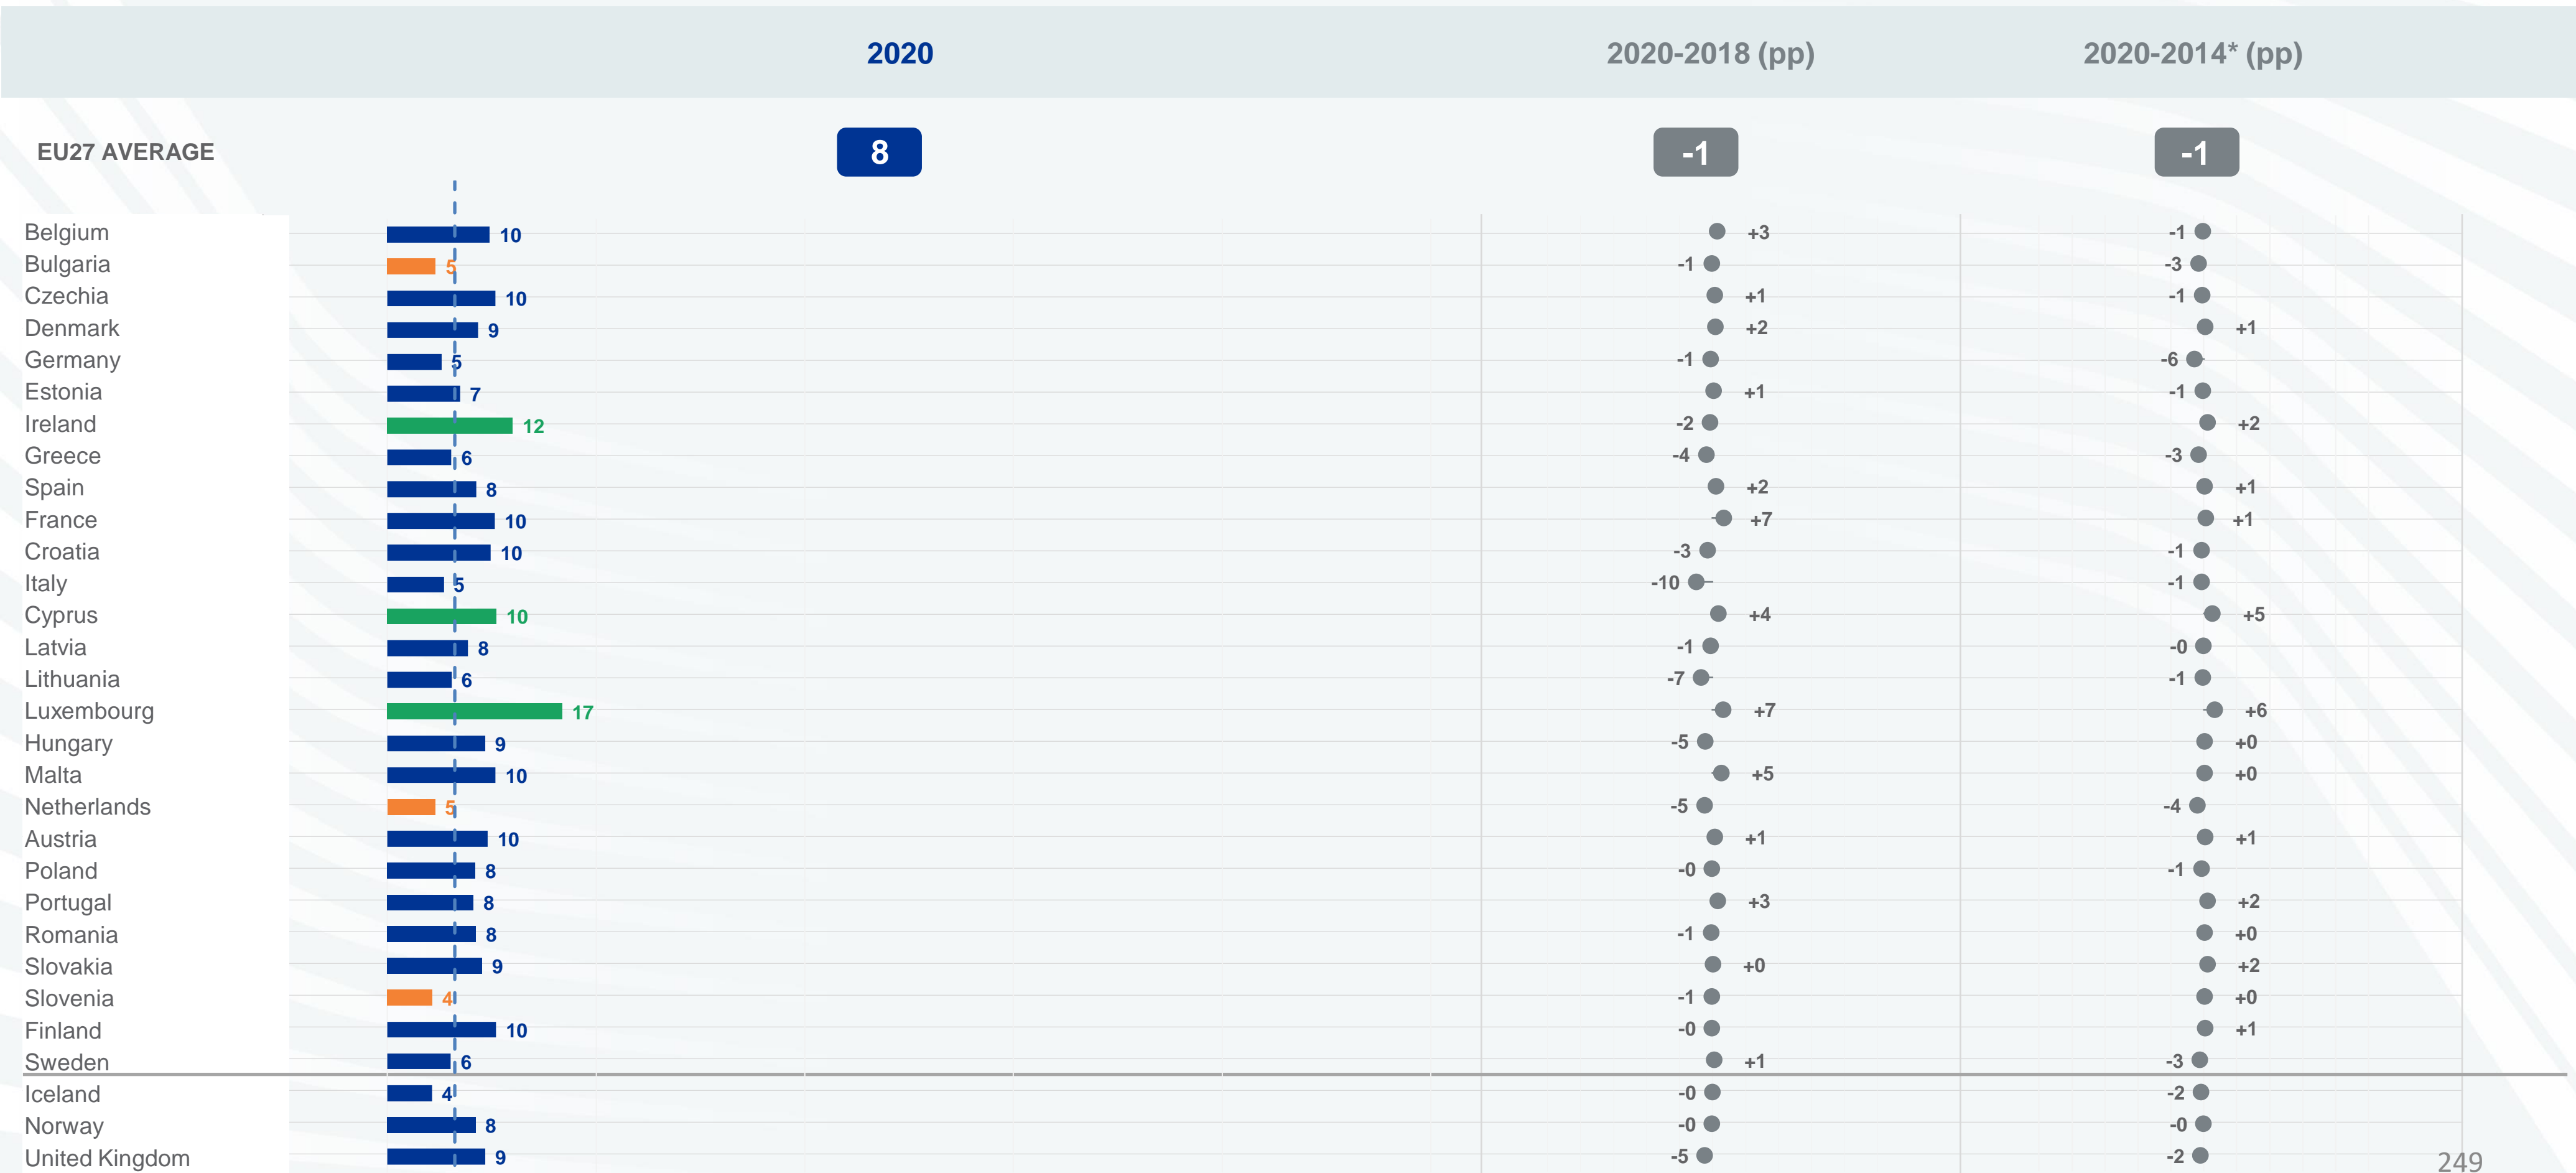 2020 2020-2018 (pp) 2020-2014* (pp)
EU27 AVERAGE 8 -1 -1
Belgium 10 +3 -1
Bulgaria 5 -1 -3
Czechia 10 +1 -1
Denmark 9 +2 +1
Germany 5 -1 -6
Estonia 7 +1 -1
Ireland 12 -2 +2
Greece 6 -4 -3
Spain 8 +2 +1
France 10 +7 +1
Croatia 10 -3 -1
Italy 5 -10 -1
Cyprus 10 +4 +5
Latvia 8 -1 -0
Lithuania 6 -7 -1
Luxembourg 17 +7 +6
Hungary 9 -5 +0
Malta 10 +5 +0
Netherlands 5 -5 -4
Austria 10 +1 +1
Poland 8 -0 -1
Portugal 8 +3 +2
Romania 8 -1 +0
Slovakia 9 +0 +2
Slovenia 4 -1 +0
Finland 10 -0 +1
Sweden 6 +1 -3
Iceland 4 -0 -2
Norway 8 -0 -0
United Kingdom 9 -5 -2
249